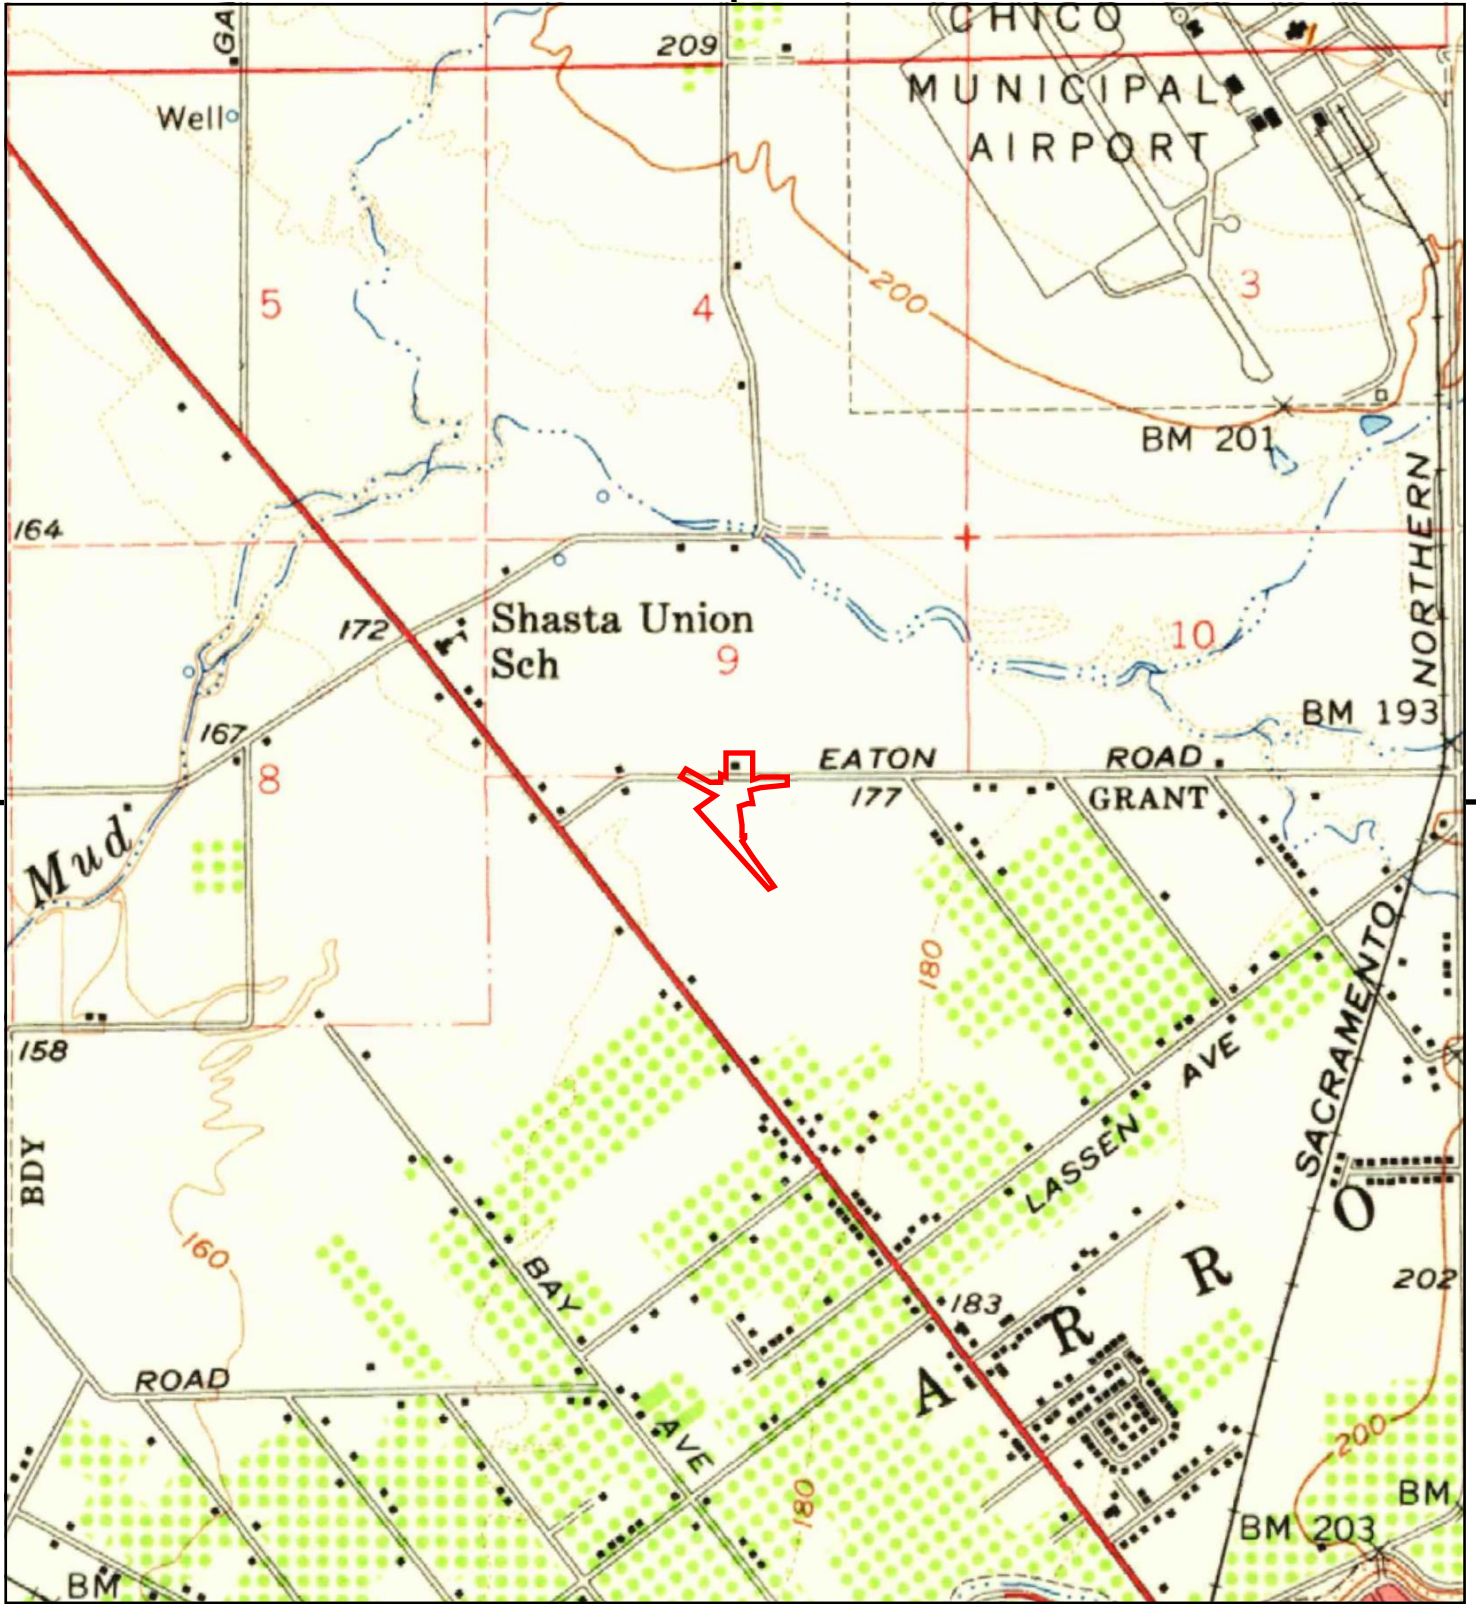 GA
209
CHICO
MUNICIPAL
AIRPORT
Well
5
4
3
200
BM 201
164
NORTHERN
172
Shasta Union
Sch
9
10
167
8
BM 193
EATON
ROAD
177
GRANT
Mud
180
SACRAMENTO
158
AVE
LASSEN
BDY
160
BAY
A
R
R
O
183
202
ROAD
AVE
200
180
BM
BM 203
BM